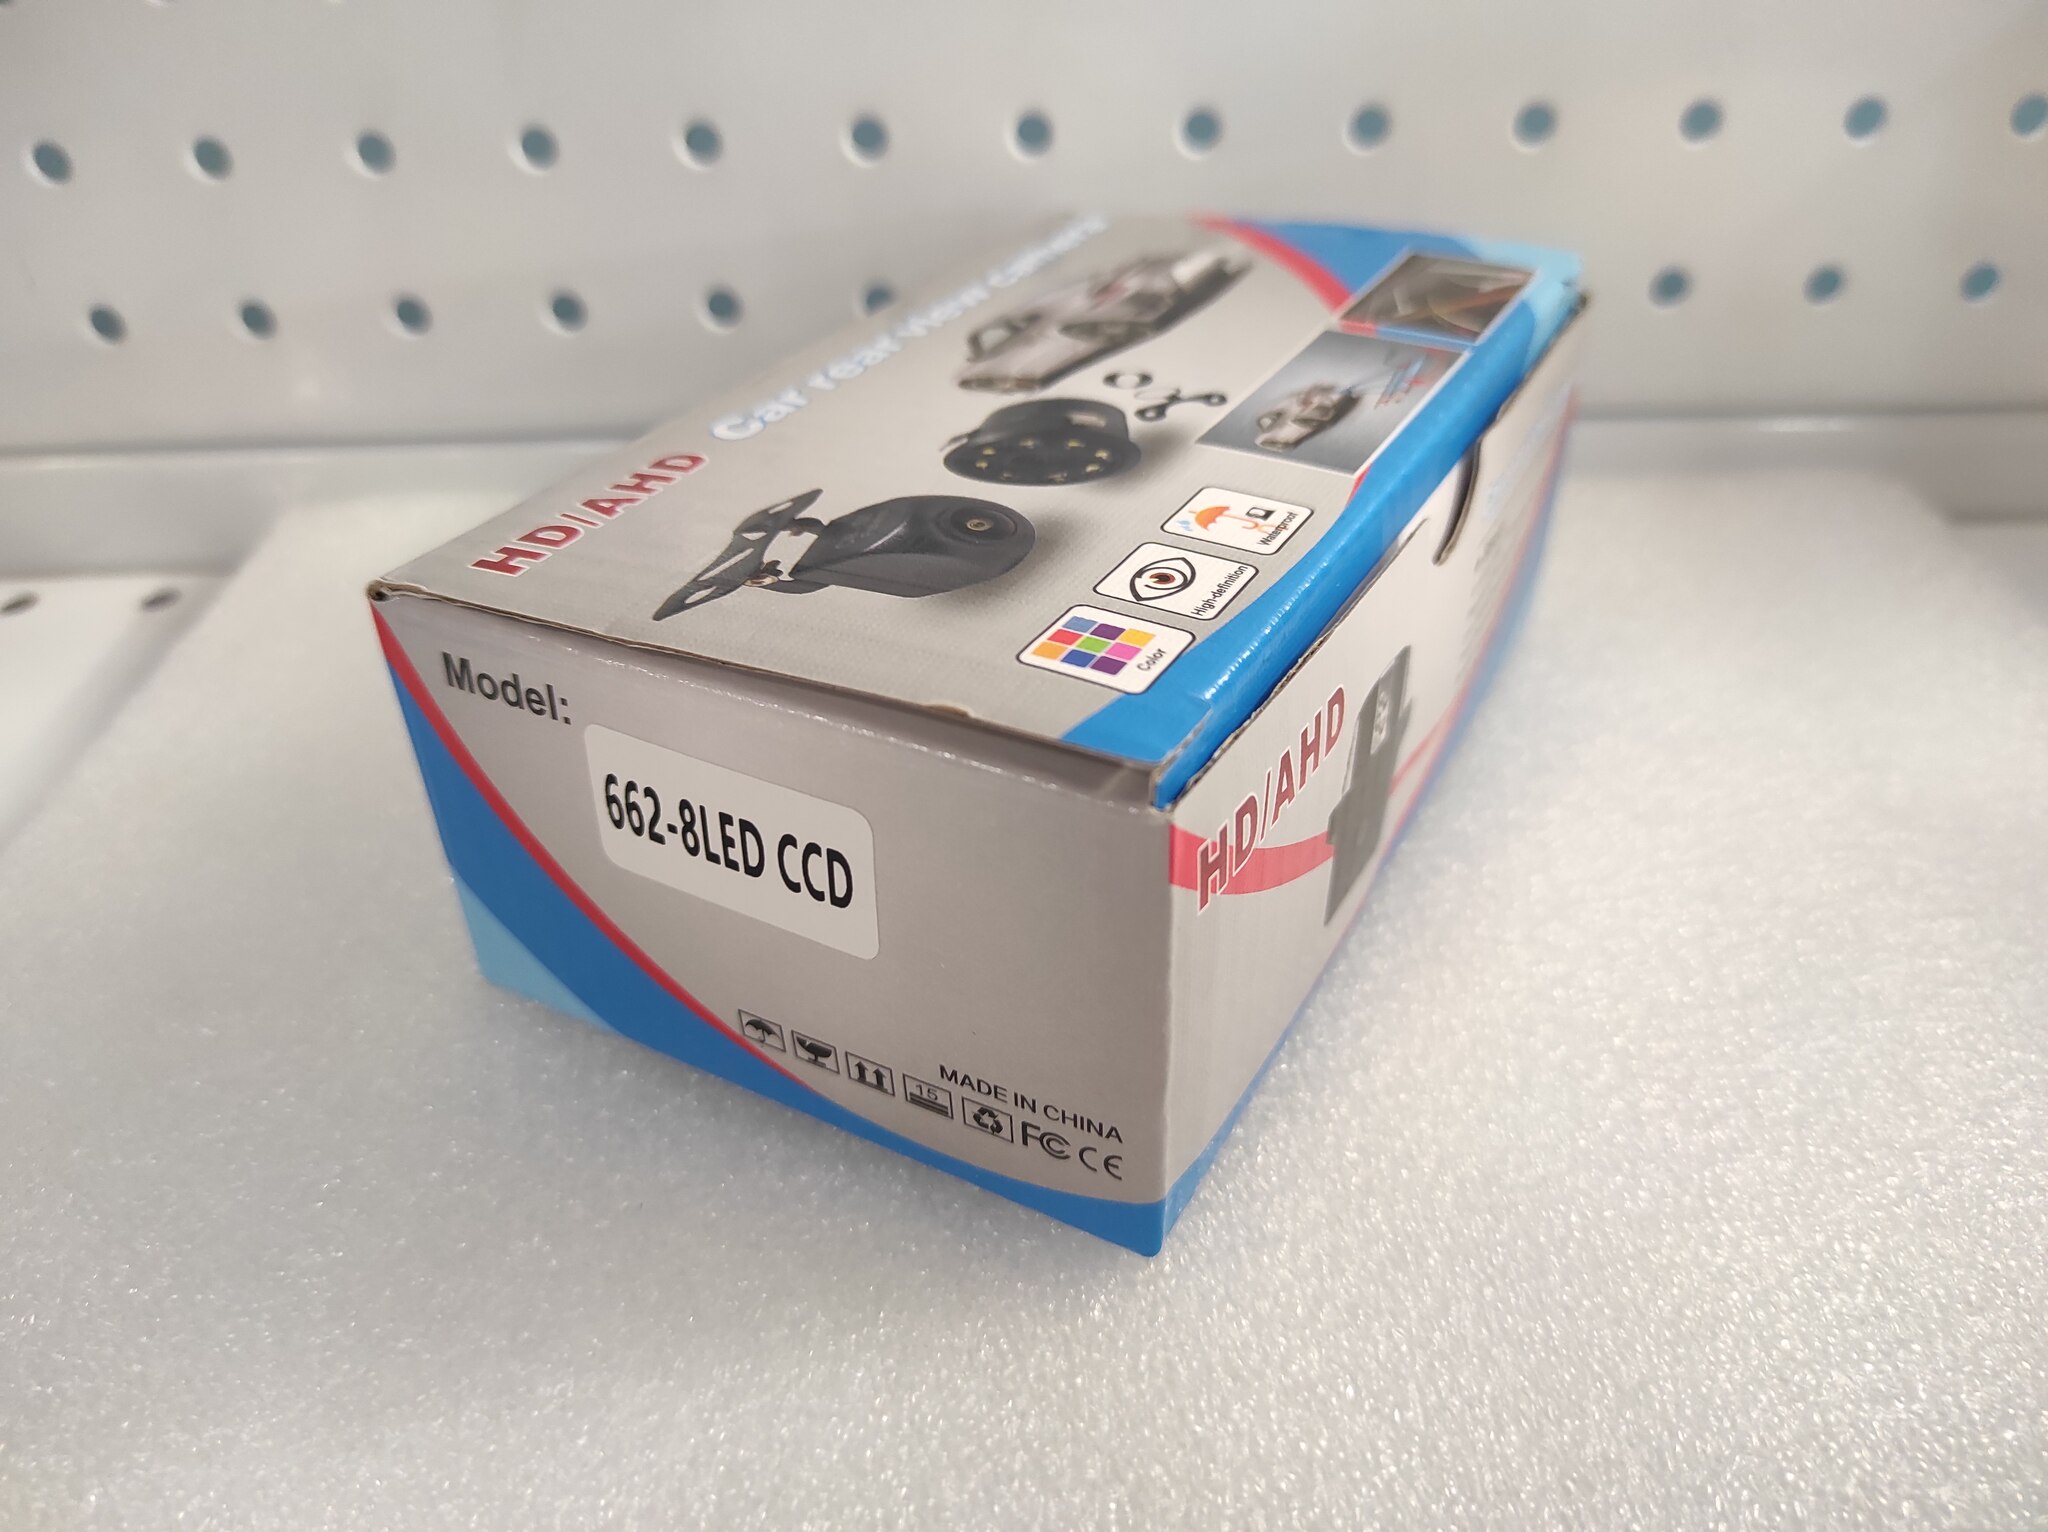 HD/AHD Car rear view camera
Waterproof
High-definition
Color
Model:
662-8LED CCD
HD/AHD
15
MADE IN CHINA
FC CE